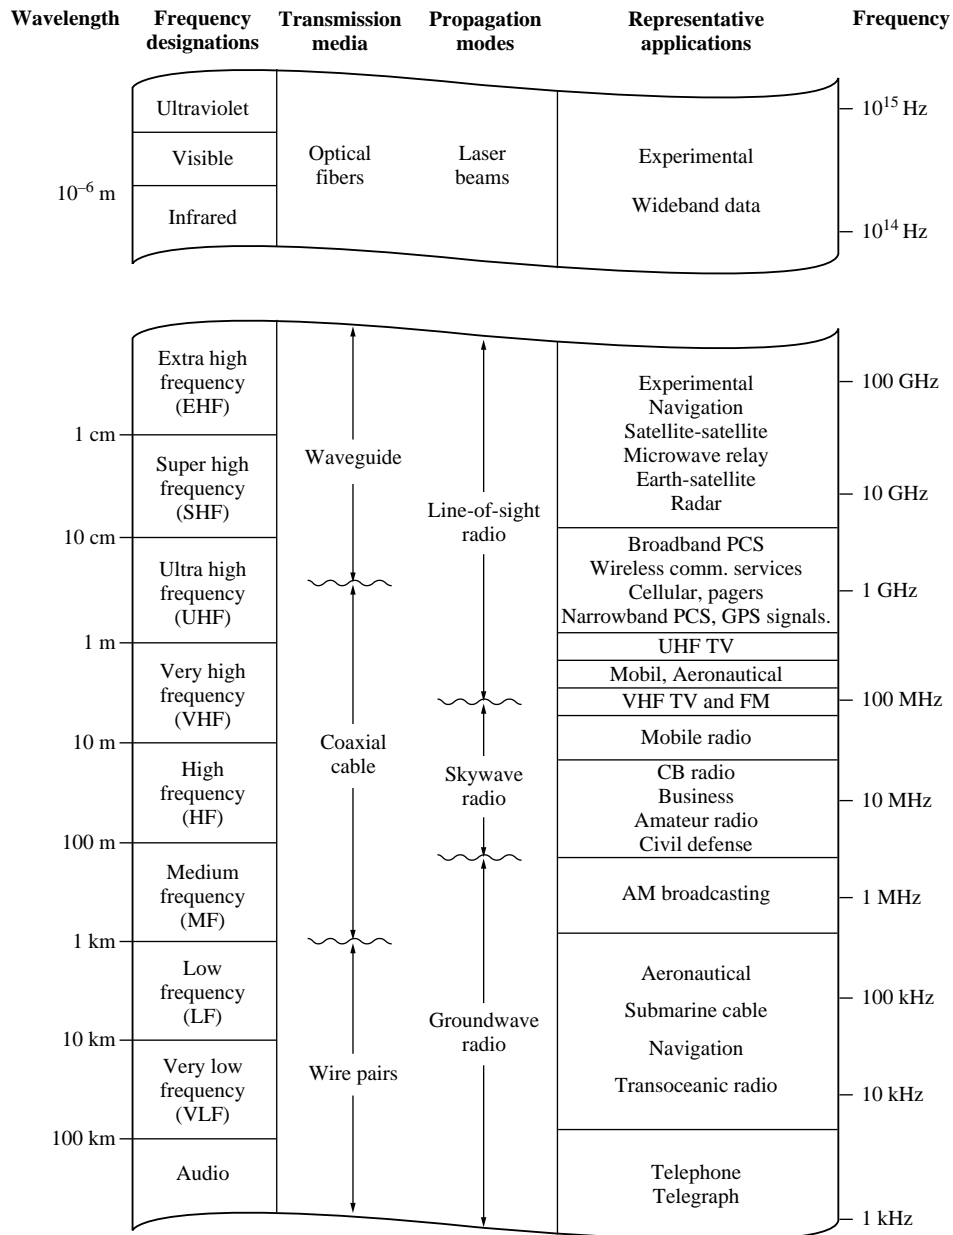 Wavelength Frequency designations Transmission media Propagation modes Representative applications Frequency
Ultraviolet
Visible
Infrared
10⁻⁶ m
Optical
fibers
Laser
beams
Experimental
Wideband data
10¹⁵ Hz
10¹⁴ Hz
Extra high
frequency
(EHF)
1 cm
Super high
frequency
(SHF)
10 cm
Ultra high
frequency
(UHF)
1 m
Very high
frequency
(VHF)
10 m
High
frequency
(HF)
100 m
Medium
frequency
(MF)
1 km
Low
frequency
(LF)
10 km
Very low
frequency
(VLF)
100 km
Audio
Waveguide
Coaxial
cable
Wire pairs
Line-of-sight
radio
Skywave
radio
Groundwave
radio
Experimental
Navigation
Satellite-satellite
Microwave relay
Earth-satellite
Radar
Broadband PCS
Wireless comm. services
Cellular, pagers
Narrowband PCS, GPS signals.
UHF TV
Mobil, Aeronautical
VHF TV and FM
Mobile radio
CB radio
Business
Amateur radio
Civil defense
AM broadcasting
Aeronautical
Submarine cable
Navigation
Transoceanic radio
Telephone
Telegraph
100 GHz
10 GHz
1 GHz
100 MHz
10 MHz
1 MHz
100 kHz
10 kHz
1 kHz